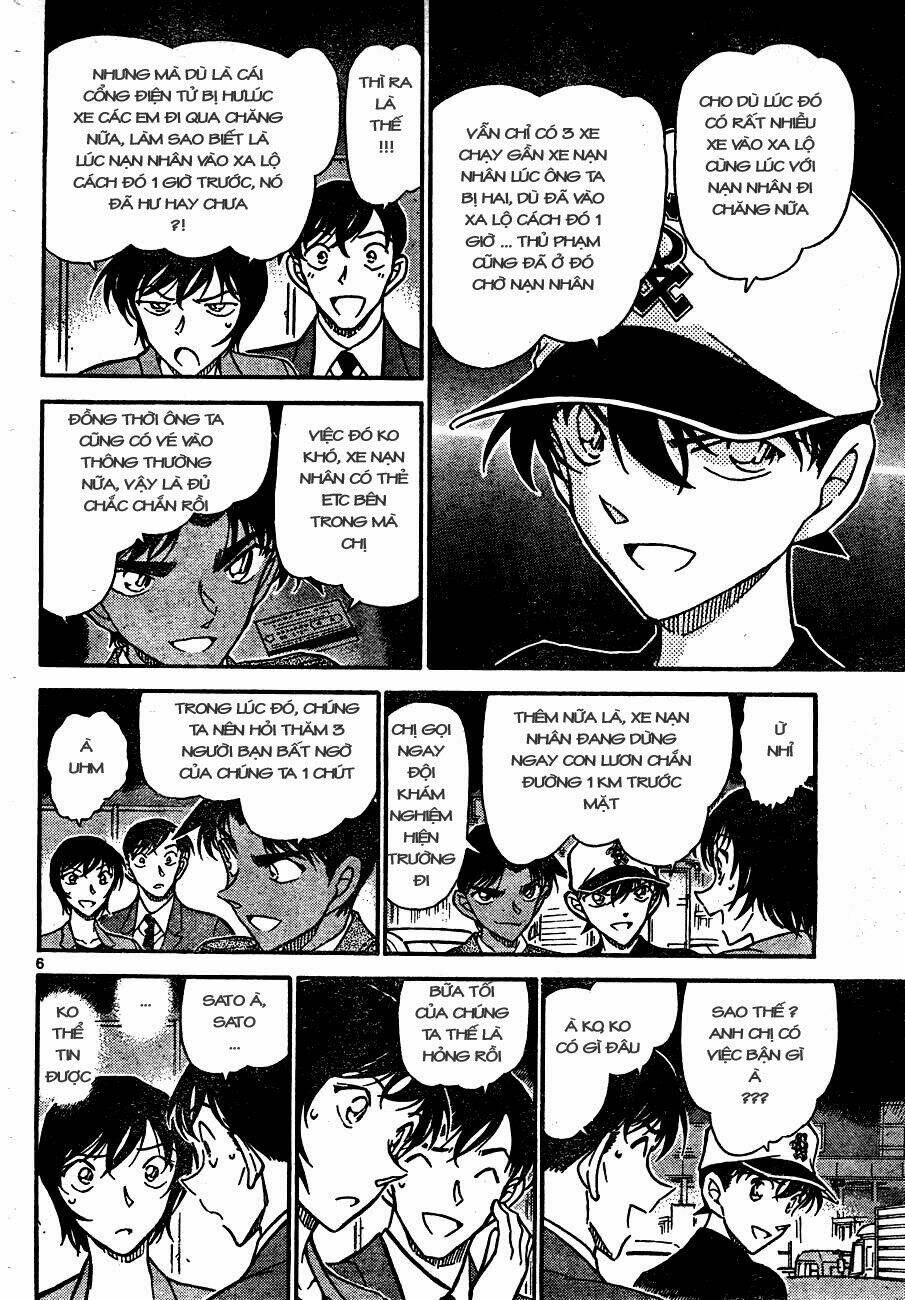 CHO DÙ LÚC ĐÓ
CÓ RẤT NHIỀU
XE VÀO XA LỘ
CÙNG LÚC VỚI
NẠN NHÂN ĐI
CHĂNG NỮA
VẪN CHỈ CÓ 3 XE
CHẠY GẦN XE NẠN
NHÂN LÚC ÔNG TA
BỊ HẠI, DÙ ĐÃ VÀO
XA LỘ CÁCH ĐÓ 1
GIỜ ... THỦ PHẠM
CŨNG ĐÃ Ở ĐÓ
CHỜ NẠN NHÂN
THÌ RA
LÀ
THẾ
!!!
NHƯNG MÀ DÙ LÀ CÁI
CỔNG ĐIỆN TỬ BỊ HƯLÚC
XE CÁC EM ĐI QUA CHĂNG
NỮA, LÀM SAO BIẾT LÀ
LÚC NẠN NHÂN VÀO XA LỘ
CÁCH ĐÓ 1 GIỜ TRƯỚC, NÓ
ĐÃ HƯ HAY CHƯA
?!
VIỆC ĐÓ KO
KHÓ, XE NẠN
NHÂN CÓ THẺ
ETC BÊN
TRONG MÀ
CHỊ
ĐỒNG THỜI ÔNG TA
CŨNG CÓ VÉ VÀO
THÔNG THƯỜNG
NỮA, VẬY LÀ ĐỦ
CHẮC CHẮN RỒI
Ừ
NHỈ
THÊM NỮA LÀ, XE NẠN
NHÂN ĐANG DỪNG
NGAY CON LƯƠN CHẮN
ĐƯỜNG 1 KM TRƯỚC
MẶT
CHỊ GỌI
NGAY
ĐỘI
KHÁM
NGHIỆM
HIỆN
TRƯỜNG
ĐI
TRONG LÚC ĐÓ, CHÚNG
TA NÊN HỎI THĂM 3
NGƯỜI BẠN BẤT NGỜ
CỦA CHÚNG TA 1 CHÚT
À
UHM
6
SAO THẾ ?
ANH CHỊ CÓ
VIỆC BẬN GÌ
À
???
À KO, KO
CÓ GÌ ĐÂU
BỮA TỐI
CỦA CHÚNG
TA THẾ LÀ
HỎNG RỒI
SATO À,
SATO
...
...
KO
THỂ
TIN
ĐƯỢC